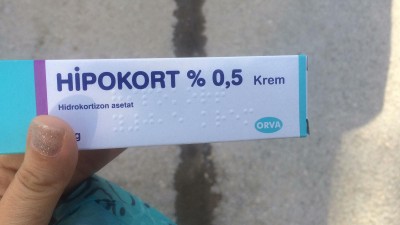 HİPOKORT % 0,5 Krem
Hidrokortizon asetat
g
ORVA